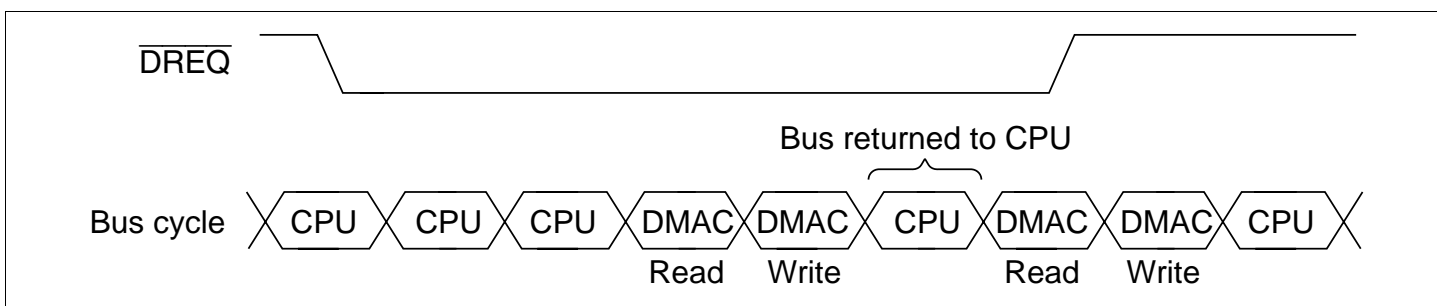 DREQ
Bus returned to CPU
Bus cycle CPU CPU CPU DMAC DMAC CPU DMAC DMAC CPU
Read Write Read Write